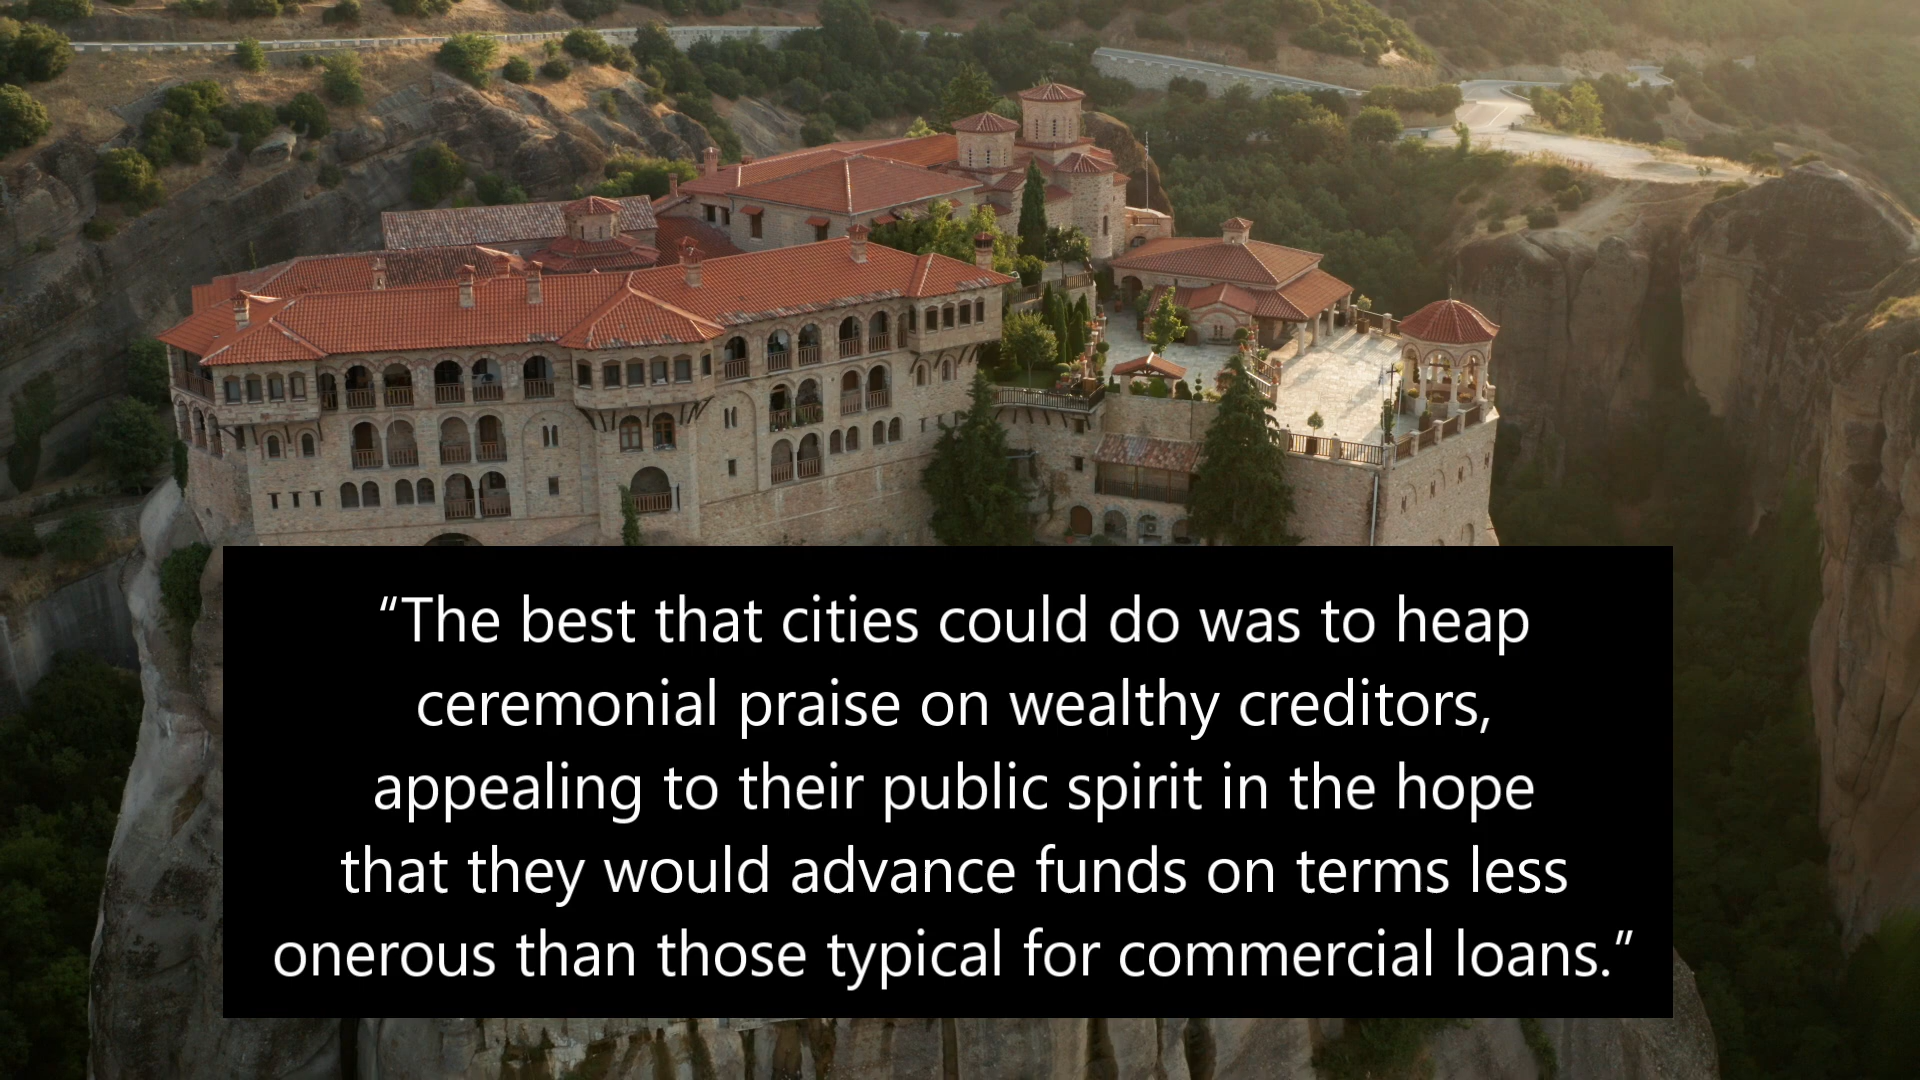 “The best that cities could do was to heap
ceremonial praise on wealthy creditors,
appealing to their public spirit in the hope
that they would advance funds on terms less
onerous than those typical for commercial loans.”